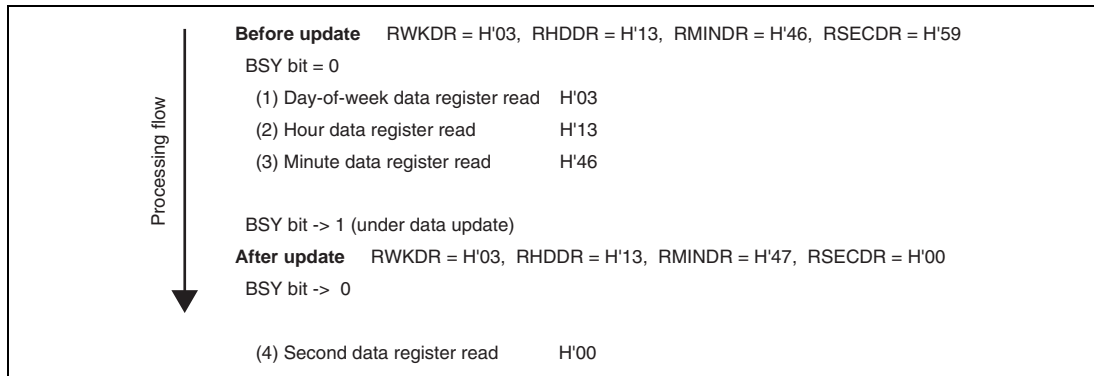 Processing flow
Before update RWKDR = H'03, RHDDR = H'13, RMINDR = H'46, RSECDR = H'59
BSY bit = 0
(1) Day-of-week data register read H'03
(2) Hour data register read H'13
(3) Minute data register read H'46
BSY bit -> 1 (under data update)
After update RWKDR = H'03, RHDDR = H'13, RMINDR = H'47, RSECDR = H'00
BSY bit -> 0
(4) Second data register read H'00